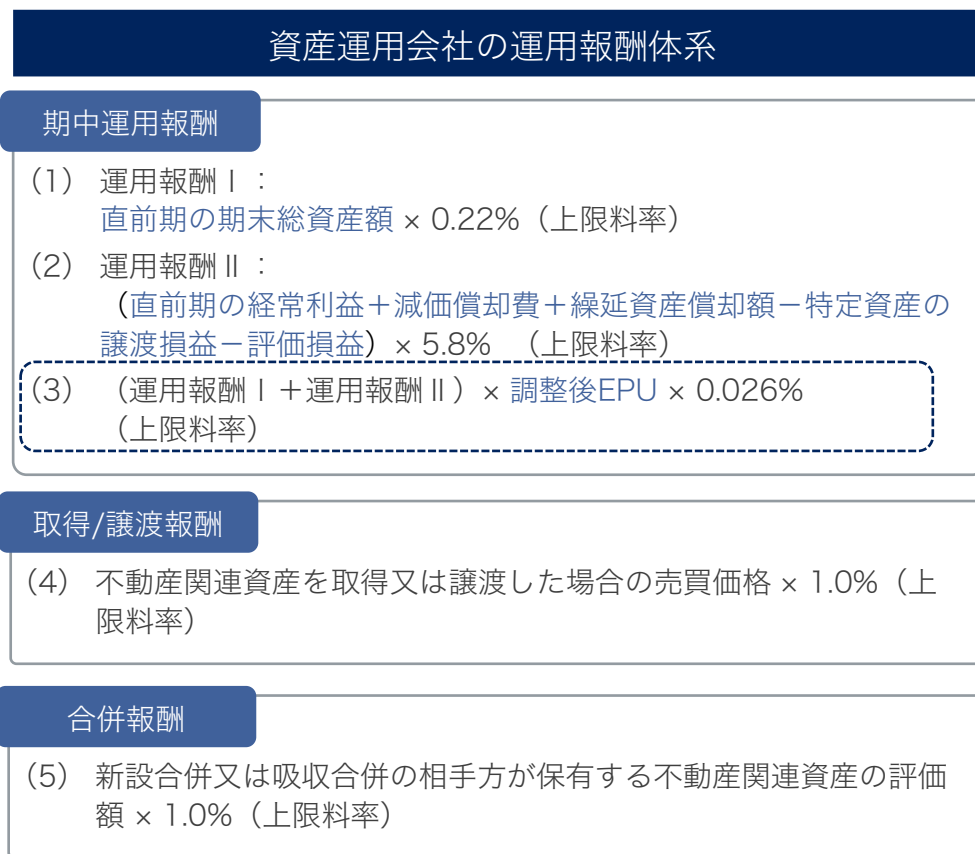 資産運用会社の運用報酬体系
期中運用報酬
（1） 運用報酬Ⅰ：
直前期の期末総資産額 × 0.22%（上限料率）
（2） 運用報酬Ⅱ：
（直前期の経常利益＋減価償却費＋繰延資産償却額－特定資産の
譲渡損益－評価損益）× 5.8% （上限料率）
（3） （運用報酬Ⅰ＋運用報酬Ⅱ）× 調整後EPU × 0.026%
（上限料率）
取得/譲渡報酬
（4） 不動産関連資産を取得又は譲渡した場合の売買価格 × 1.0%（上
限料率）
合併報酬
（5） 新設合併又は吸収合併の相手方が保有する不動産関連資産の評価
額 × 1.0%（上限料率）